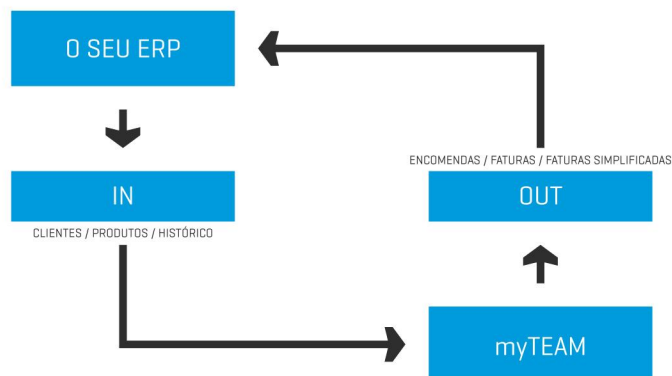 O SEU ERP
IN
CLIENTES / PRODUTOS / HISTÓRICO
ENCOMENDAS / FATURAS / FATURAS SIMPLIFICADAS
OUT
myTEAM